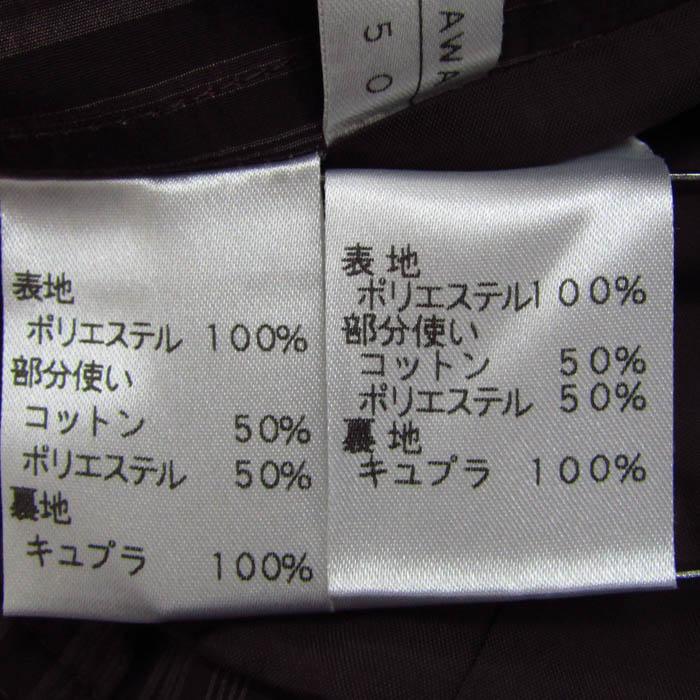 AWA
50
表地
ポリエステル 100%
部分使い
コットン 50%
ポリエステル 50%
裏地
キュプラ 100%
表地
ポリエステル100%
部分使い
コットン 50%
ポリエステル 50%
裏地
キュプラ 100%